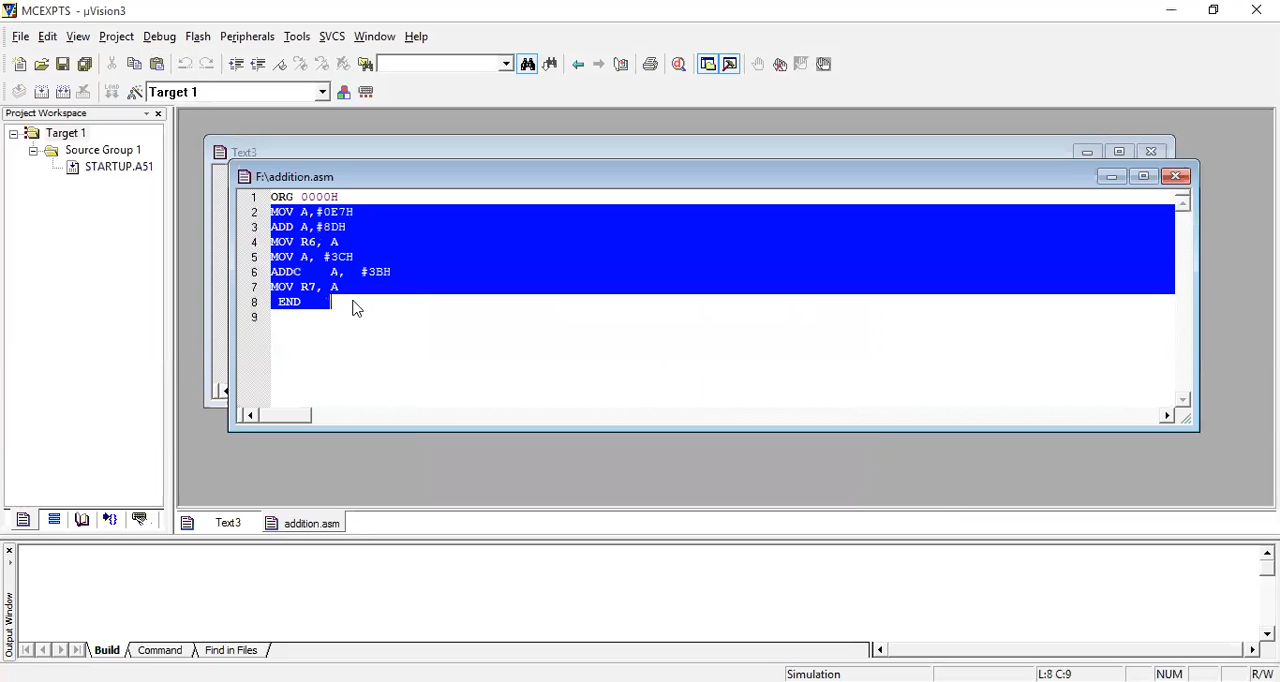 MCEXPTS - µVision3
File Edit View Project Debug Flash Peripherals Tools SVCS Window Help
LOAD Target 1
Project Workspace
Target 1
Source Group 1
STARTUP.A51
Text3
F:\addition.asm
1 ORG 0000H
2 MOV A,#0E7H
3 ADD A,#8DH
4 MOV R6, A
5 MOV A, #3CH
6 ADDC A, #3BH
7 MOV R7, A
8 END
9
Text3 addition.asm
Output Window
Build Command Find in Files
Simulation L:8 C:9 NUM R/W